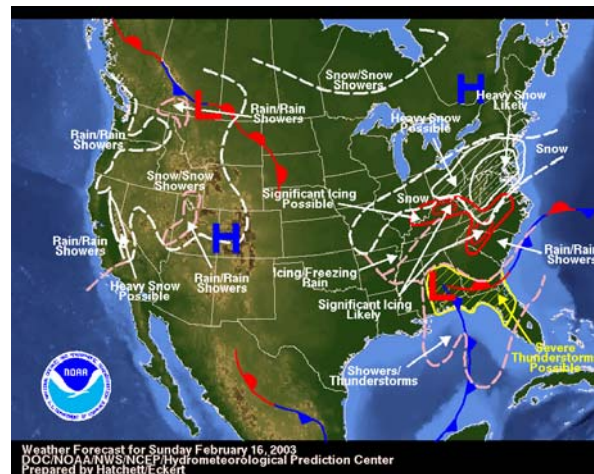 Snow/Snow
Showers
H
Heavy Snow
Likely
Heavy Snow
Possible
Rain/Rain
Showers
L
Rain/Rain
Showers
Snow
Snow/Snow
Showers
Significant Icing
Possible
Snow
H
Rain/Rain
Showers
Rain/Rain
Showers
Heavy Snow
Possible
Rain/Rain
Showers
Icing/Freezing
Rain
L
Significant Icing
Likely
Severe
Thunderstorms
Possible
Showers/
Thunderstorms
NOAA
Weather Forecast for Sunday February 16, 2003
DOC/NOAA/NWS/NCEP/Hydrometeorological Prediction Center
Prepared by Hatchett/Eckert